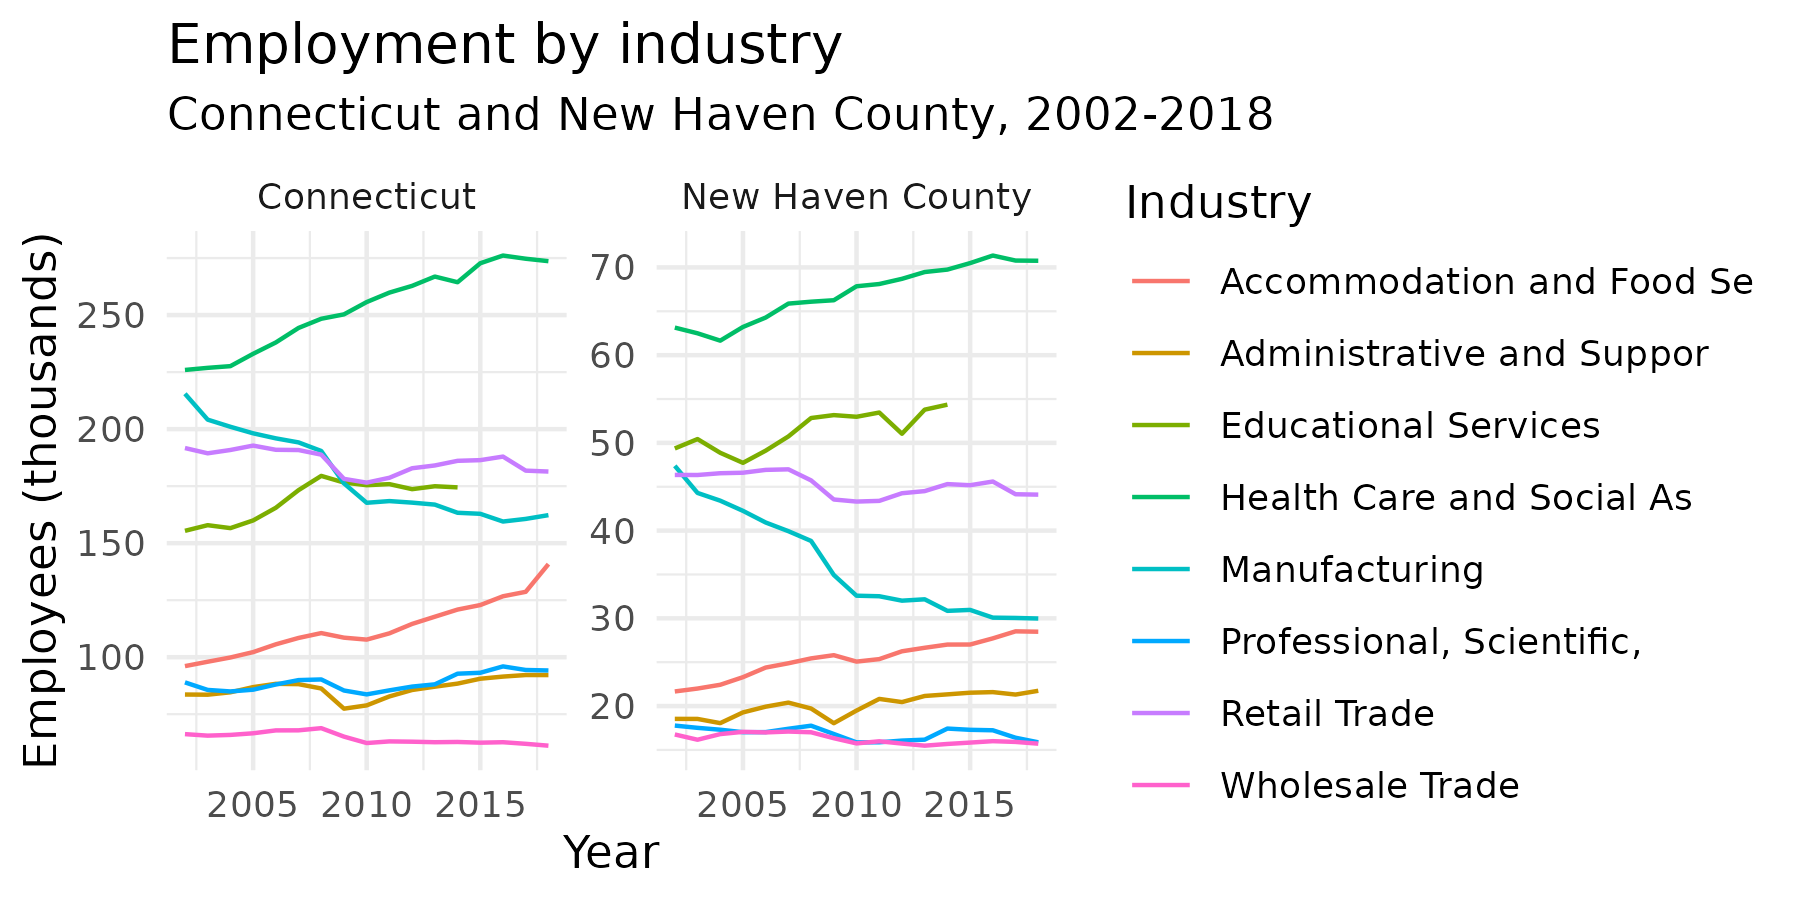 Employment by industry
Connecticut and New Haven County, 2002-2018
Connecticut
New Haven County
Industry
Employees (thousands)
250
200
150
100
70
60
50
40
30
20
2005 2010 2015
2005 2010 2015
Year
Accommodation and Food Se
Administrative and Suppor
Educational Services
Health Care and Social As
Manufacturing
Professional, Scientific,
Retail Trade
Wholesale Trade